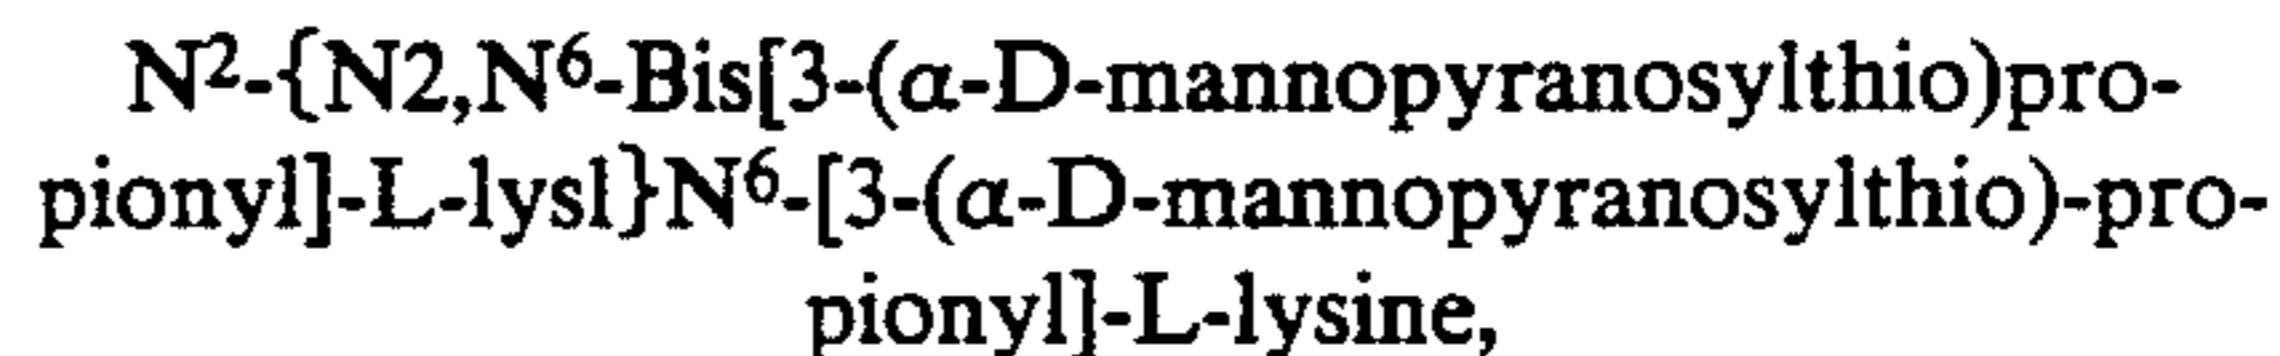 N²-{N2,N⁶-Bis[3-(α-D-mannopyranosylthio)pro-
pionyl]-L-lysl}N⁶-[3-(α-D-mannopyranosylthio)-pro-
pionyl]-L-lysine,